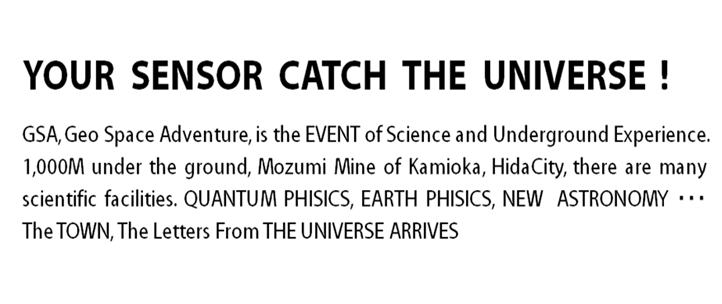 YOUR SENSOR CATCH THE UNIVERSE !
GSA, Geo Space Adventure, is the EVENT of Science and Underground Experience.
1,000M under the ground, Mozumi Mine of Kamioka, HidaCity, there are many
scientific facilities. QUANTUM PHISICS, EARTH PHISICS, NEW ASTRONOMY ･･･
The TOWN, The Letters From THE UNIVERSE ARRIVES